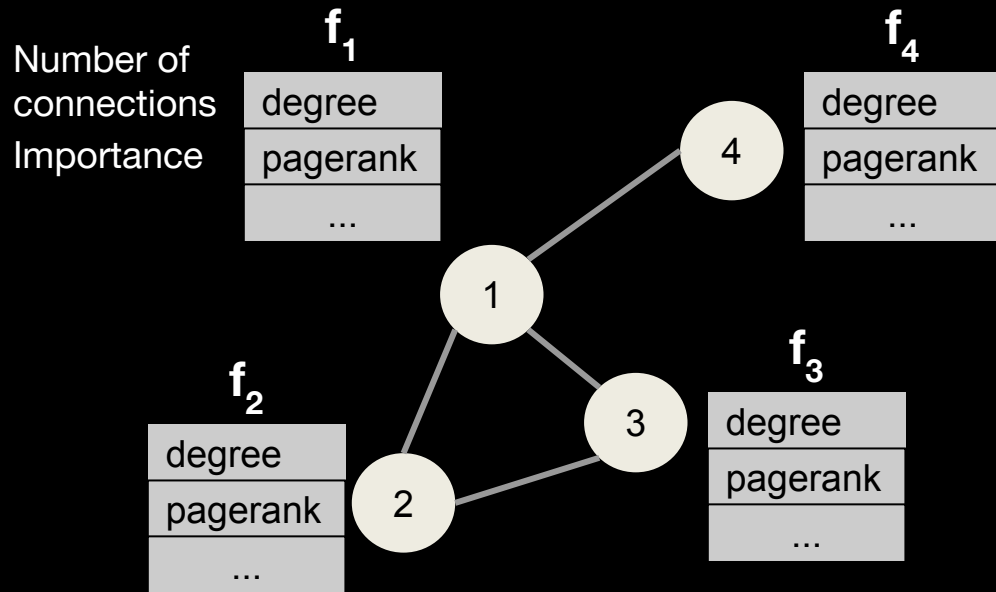 Number of
connections
Importance
f₁
degree
pagerank
...
f₄
degree
pagerank
...
4
1
f₂
degree
pagerank
...
2
3
f₃
degree
pagerank
...